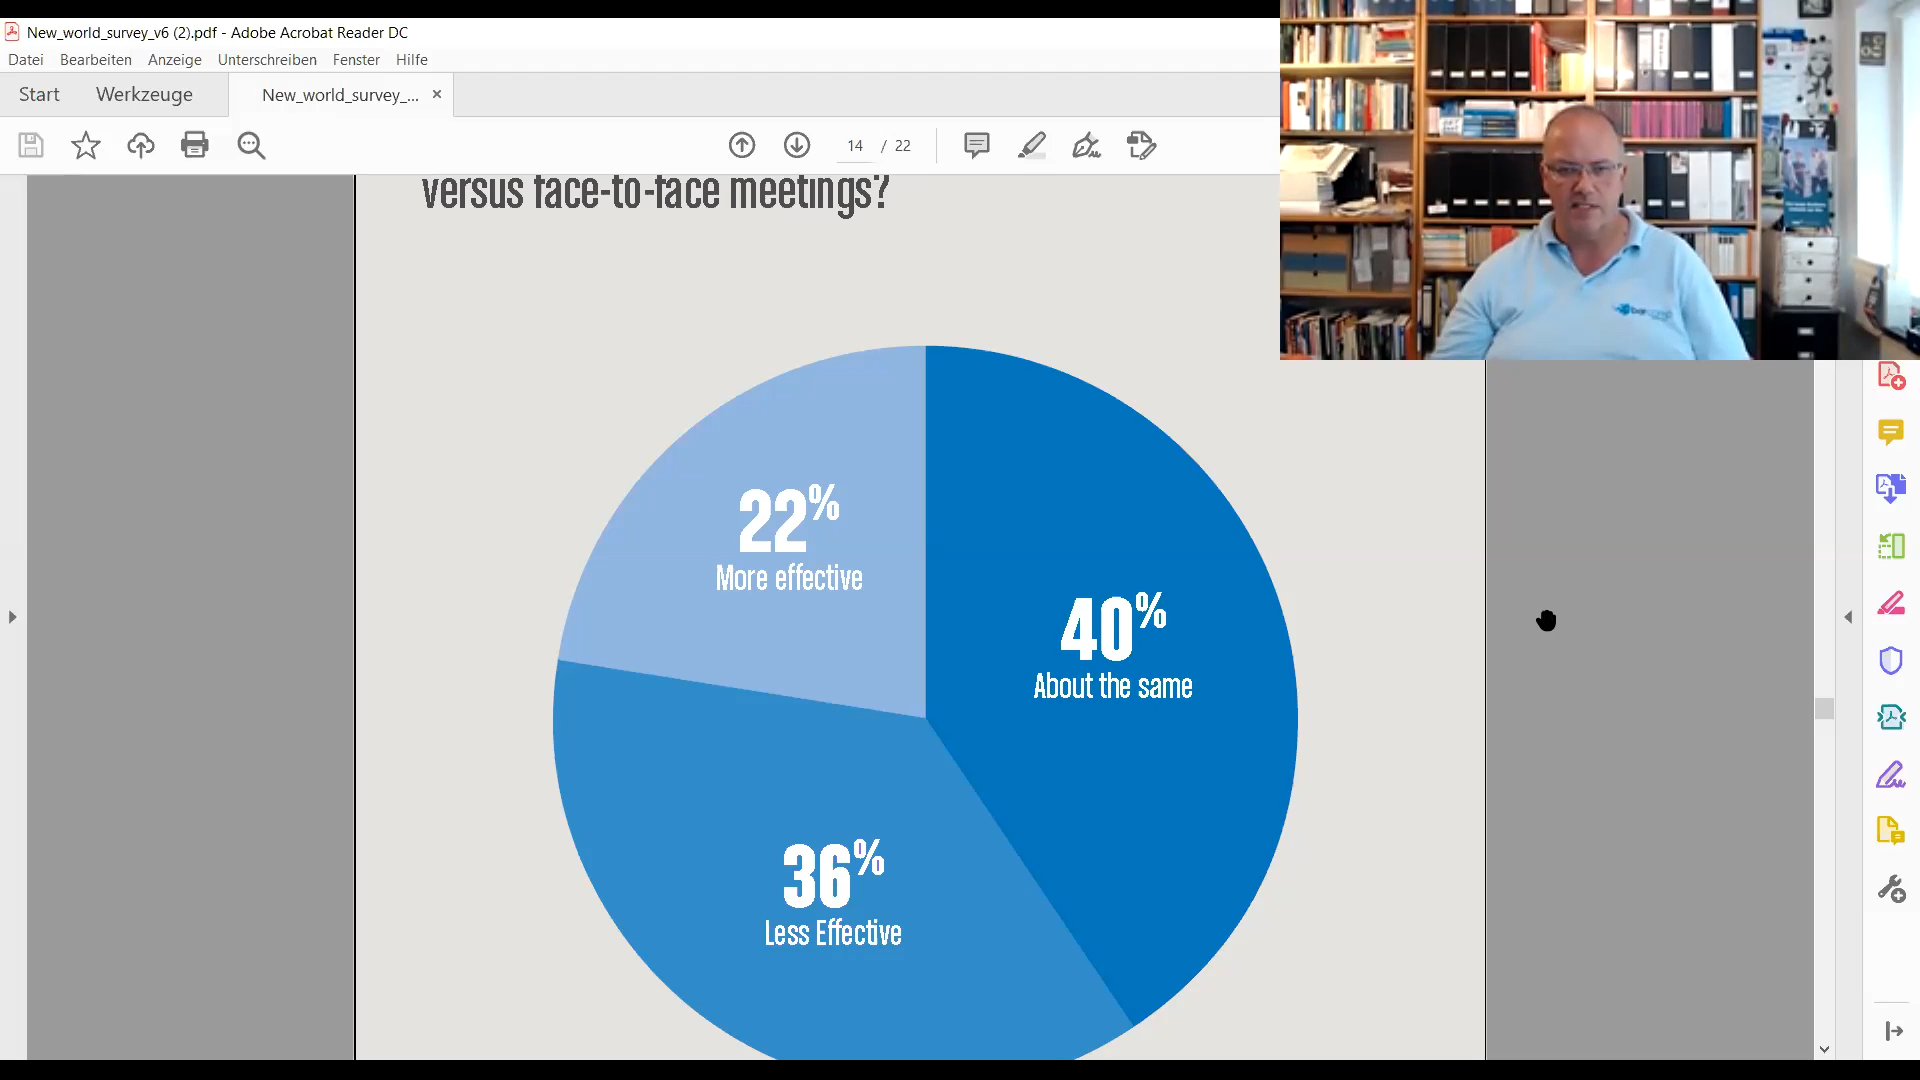 New_world_survey_v6 (2).pdf - Adobe Acrobat Reader DC
Datei Bearbeiten Anzeige Unterschreiben Fenster Hilfe
Start Werkzeuge New_world_survey_... ×
14 / 22
versus face-to-face meetings?
22%
More effective
40%
About the same
36%
Less Effective